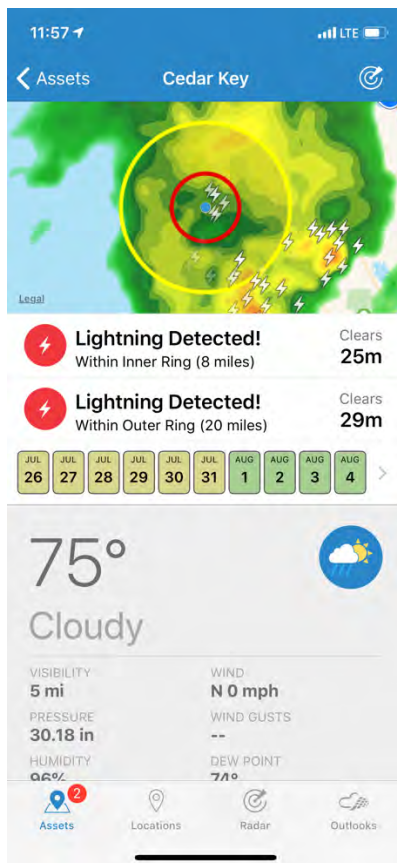 11:57 LTE
Assets Cedar Key
Legal
Lightning Detected! Clears
Within Inner Ring (8 miles) 25m
Lightning Detected! Clears
Within Outer Ring (20 miles) 29m
JUL JUL JUL JUL JUL JUL AUG AUG AUG AUG
26 27 28 29 30 31 1 2 3 4
75°
Cloudy
VISIBILITY WIND
5 mi N 0 mph
PRESSURE WIND GUSTS
30.18 in --
HUMIDITY DEW POINT
96% 74°
2
Assets Locations Radar Outlooks